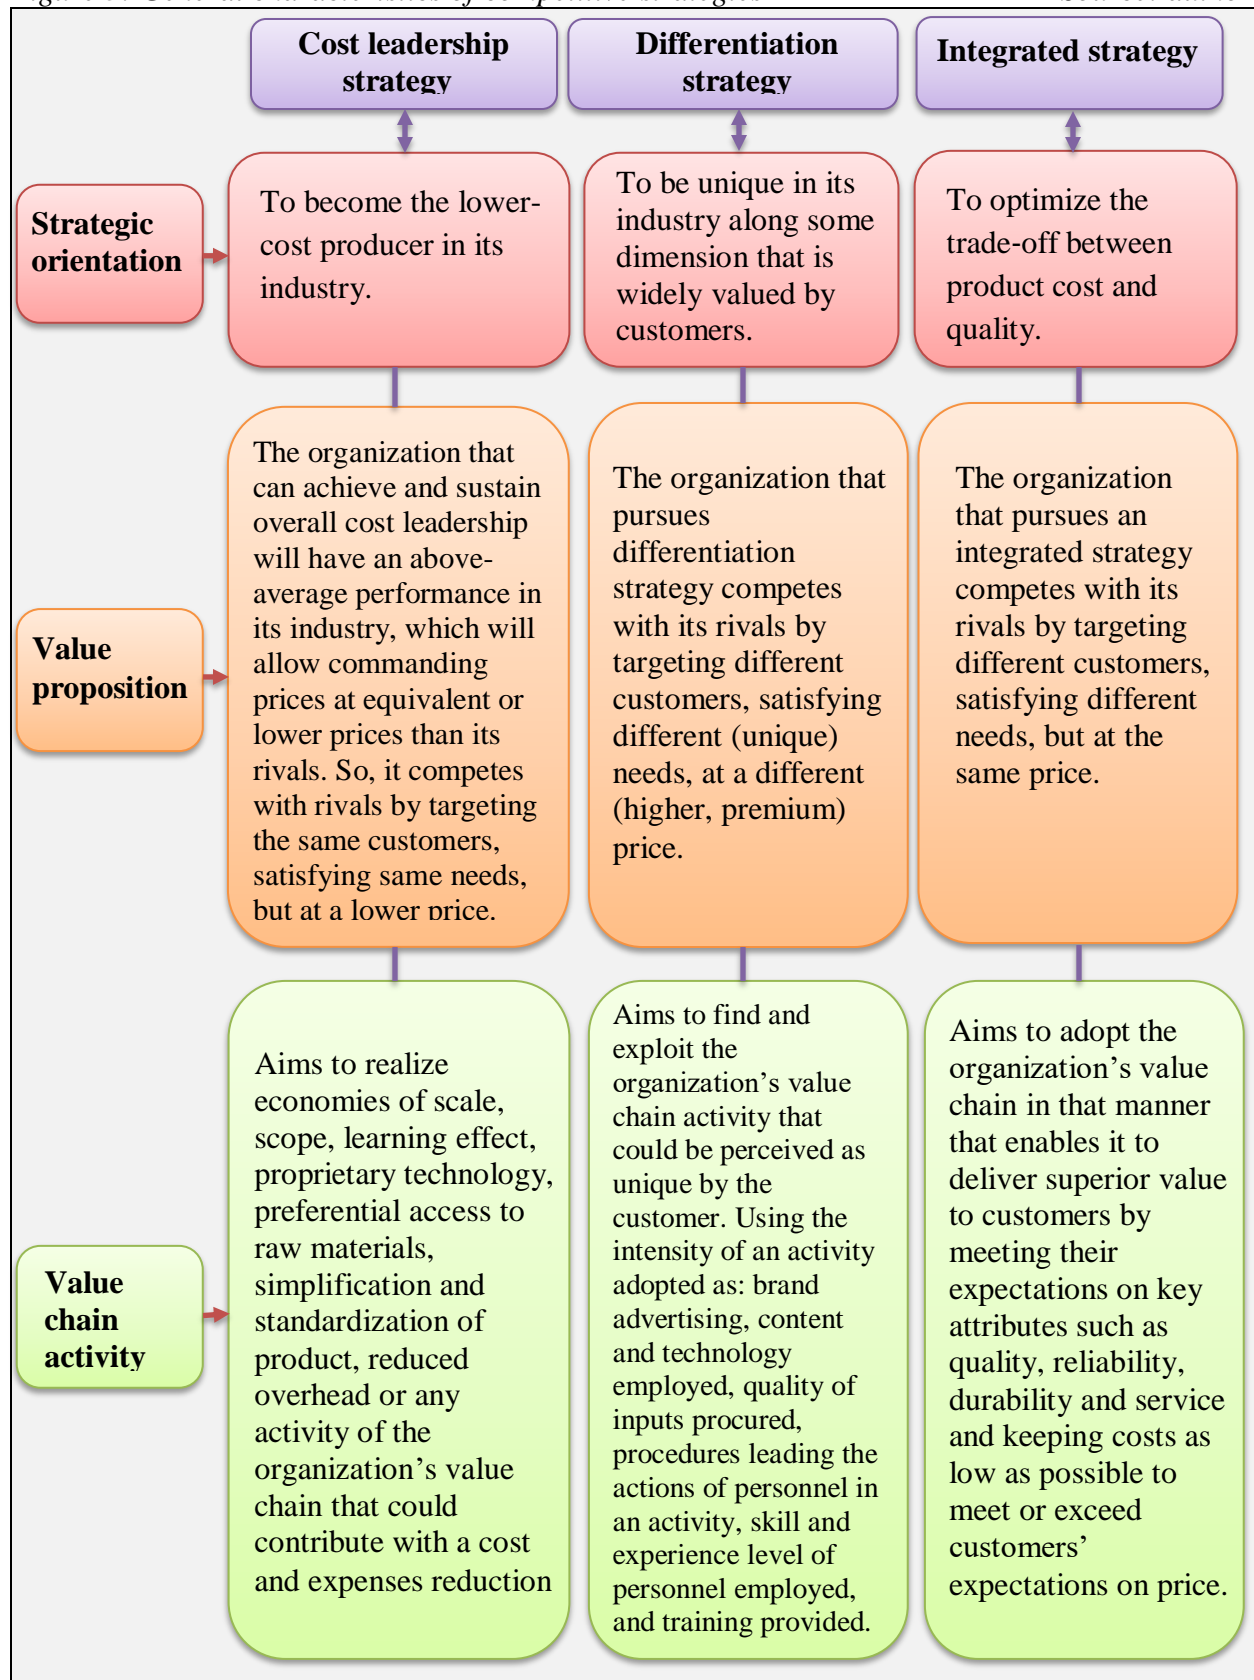 Cost leadership
strategy
Differentiation
strategy
Integrated strategy
Strategic
orientation
To become the lower-
cost producer in its
industry.
To be unique in its
industry along some
dimension that is
widely valued by
customers.
To optimize the
trade-off between
product cost and
quality.
Value
proposition
The organization that
can achieve and sustain
overall cost leadership
will have an above-
average performance in
its industry, which will
allow commanding
prices at equivalent or
lower prices than its
rivals. So, it competes
with rivals by targeting
the same customers,
satisfying same needs,
but at a lower price.
The organization that
pursues
differentiation
strategy competes
with its rivals by
targeting different
customers, satisfying
different (unique)
needs, at a different
(higher, premium)
price.
The organization
that pursues an
integrated strategy
competes with its
rivals by targeting
different customers,
satisfying different
needs, but at the
same price.
Value
chain
activity
Aims to realize
economies of scale,
scope, learning effect,
proprietary technology,
preferential access to
raw materials,
simplification and
standardization of
product, reduced
overhead or any
activity of the
organization’s value
chain that could
contribute with a cost
and expenses reduction
Aims to find and
exploit the
organization’s value
chain activity that
could be perceived as
unique by the
customer. Using the
intensity of an activity
adopted as: brand
advertising, content
and technology
employed, quality of
inputs procured,
procedures leading the
actions of personnel in
an activity, skill and
experience level of
personnel employed,
and training provided.
Aims to adopt the
organization’s value
chain in that manner
that enables it to
deliver superior value
to customers by
meeting their
expectations on key
attributes such as
quality, reliability,
durability and service
and keeping costs as
low as possible to
meet or exceed
customers’
expectations on price.